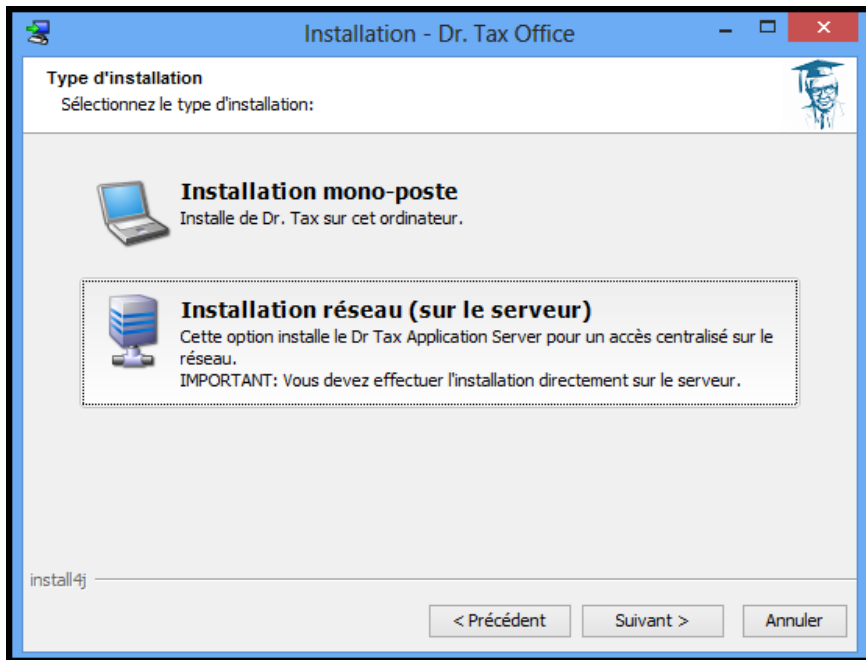 Installation - Dr. Tax Office
Type d'installation
Sélectionnez le type d'installation:
Installation mono-poste
Installe de Dr. Tax sur cet ordinateur.
Installation réseau (sur le serveur)
Cette option installe le Dr Tax Application Server pour un accès centralisé sur le
réseau.
IMPORTANT: Vous devez effectuer l'installation directement sur le serveur.
install4j
< Précédent
Suivant >
Annuler